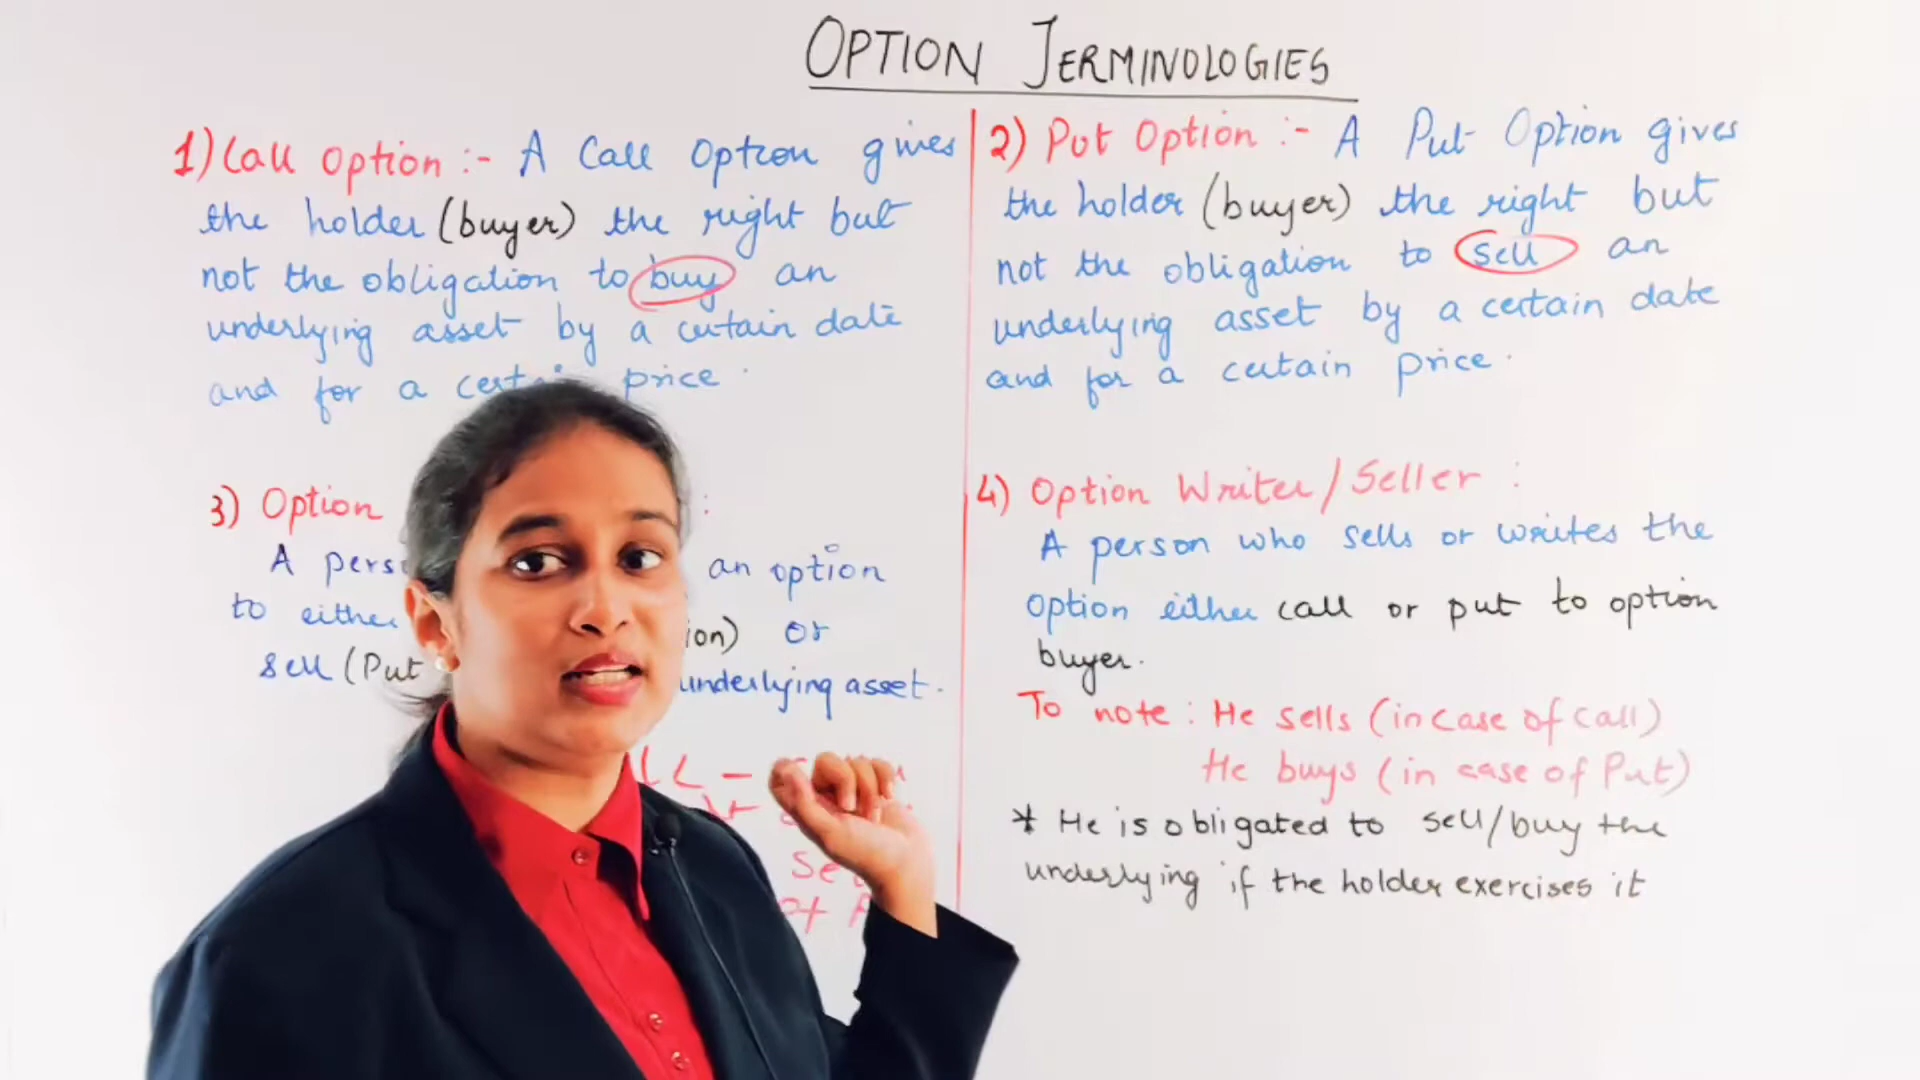 OPTION TERMINOLOGIES
1) Call Option :- A Call Option gives
the holder (buyer) the right but
not the obligation to buy an
underlying asset by a certain date
and for a price.
2) Put Option :- A Put Option gives
the holder (buyer) the right but
not the obligation to sell an
underlying asset by a certain date
and for a certain price.
3) Option :
A an option
to either or
sell (Put underlying asset.
4) Option Writer/Seller :
A person who sells or writes the
option either call or put to option
buyer.
To note : He sells (in case of call)
He buys (in case of Put)
* He is obligated to sell/buy the
underlying if the holder exercises it